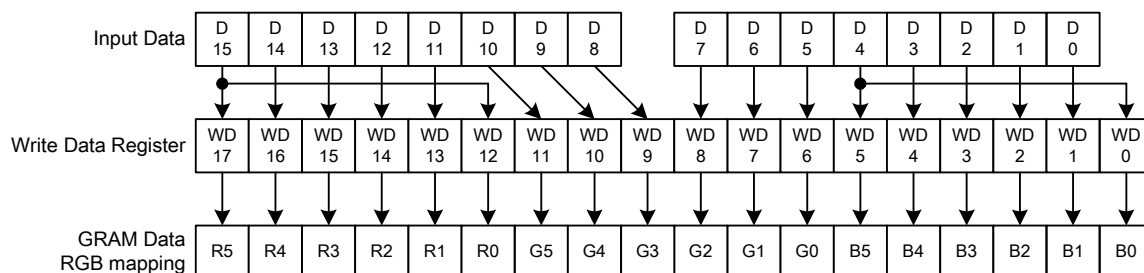 Input Data D 15 D 14 D 13 D 12 D 11 D 10 D 9 D 8 D 7 D 6 D 5 D 4 D 3 D 2 D 1 D 0
Write Data Register WD 17 WD 16 WD 15 WD 14 WD 13 WD 12 WD 11 WD 10 WD 9 WD 8 WD 7 WD 6 WD 5 WD 4 WD 3 WD 2 WD 1 WD 0
GRAM Data
RGB mapping R5 R4 R3 R2 R1 R0 G5 G4 G3 G2 G1 G0 B5 B4 B3 B2 B1 B0